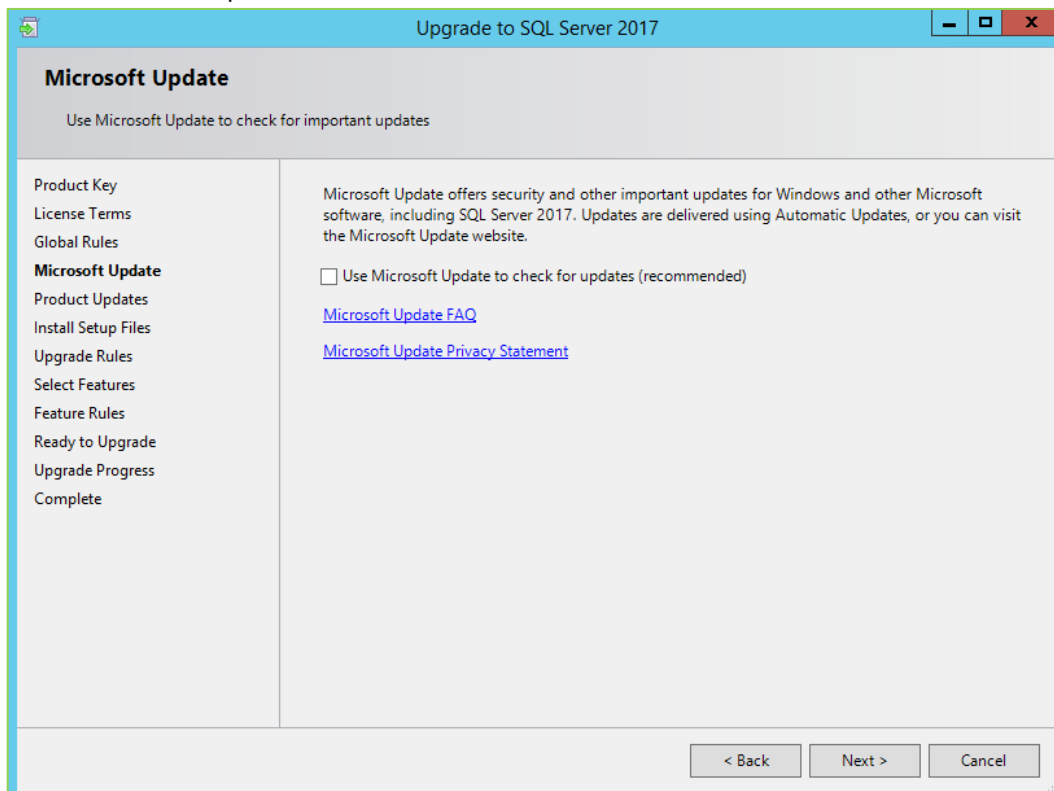 Upgrade to SQL Server 2017
Microsoft Update
Use Microsoft Update to check for important updates
Product Key
License Terms
Global Rules
Microsoft Update
Product Updates
Install Setup Files
Upgrade Rules
Select Features
Feature Rules
Ready to Upgrade
Upgrade Progress
Complete
Microsoft Update offers security and other important updates for Windows and other Microsoft
software, including SQL Server 2017. Updates are delivered using Automatic Updates, or you can visit
the Microsoft Update website.
Use Microsoft Update to check for updates (recommended)
Microsoft Update FAQ
Microsoft Update Privacy Statement
< Back
Next >
Cancel